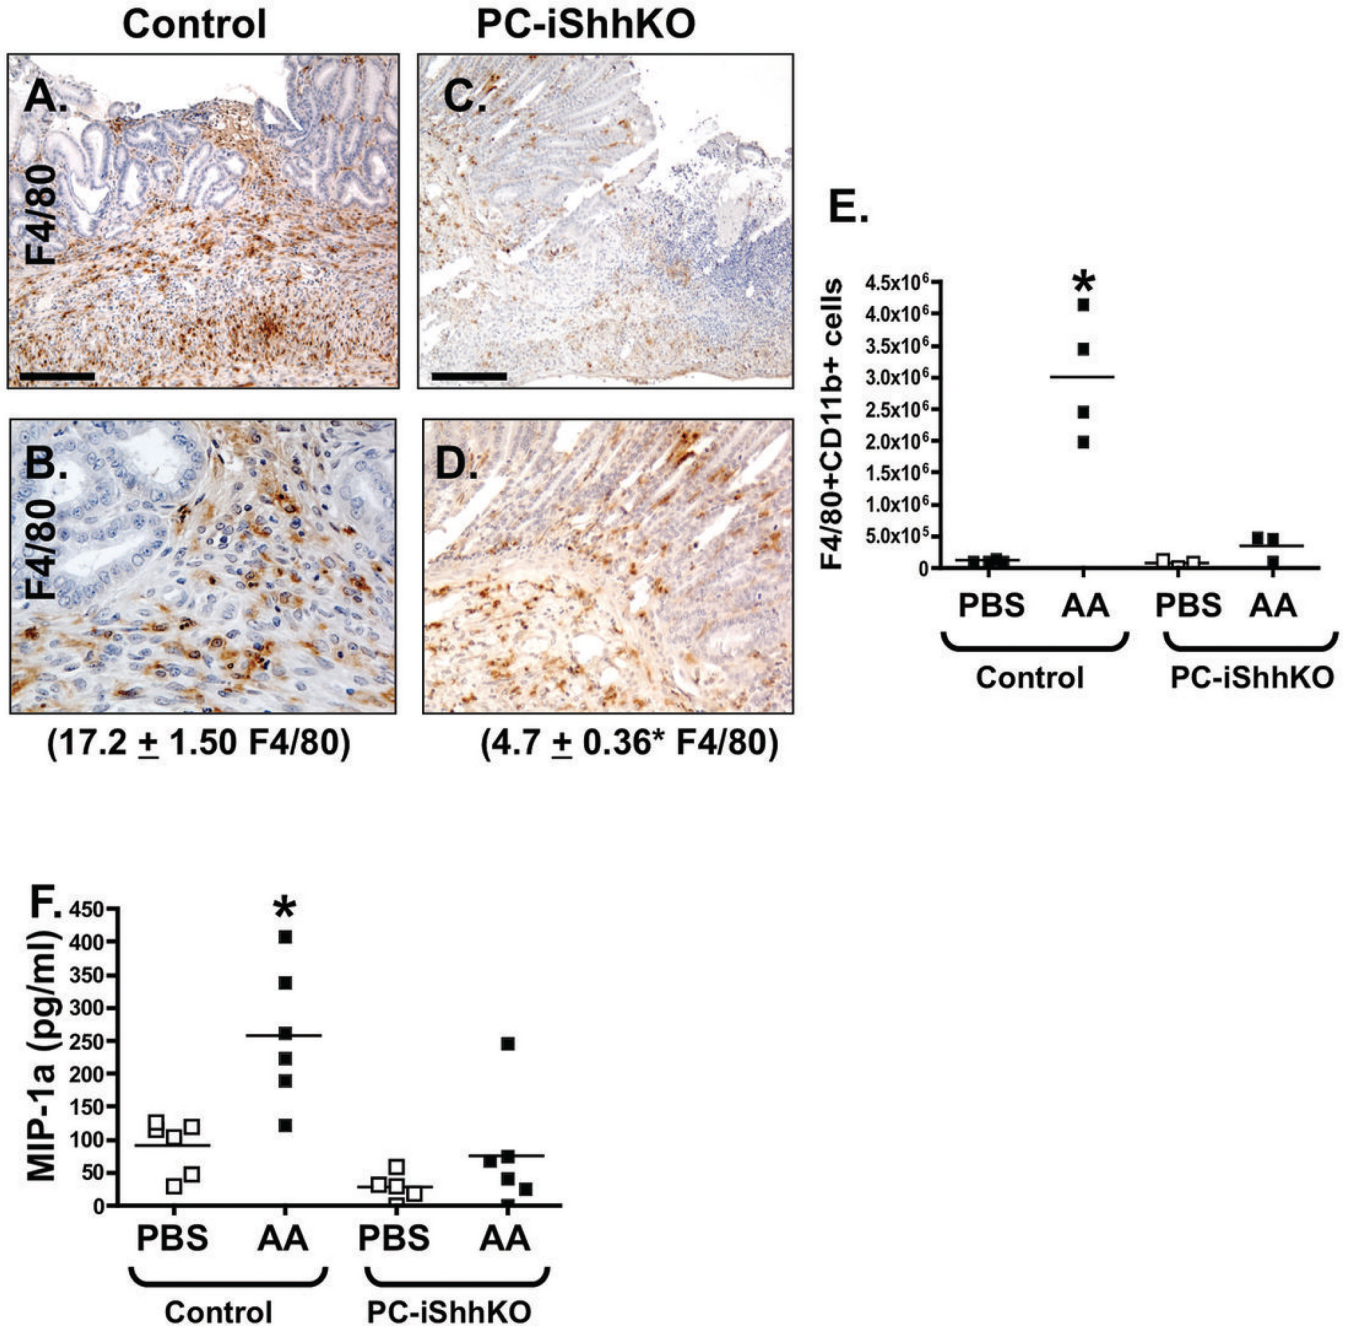 Control PC-iShhKO
A. C.
F4/80
B. D.
F4/80
(17.2 ± 1.50 F4/80) (4.7 ± 0.36* F4/80)
E.
F4/80+CD11b+ cells
*
4.5x10⁶
4.0x10⁶
3.5x10⁶
3.0x10⁶
2.5x10⁶
2.0x10⁶
1.5x10⁶
1.0x10⁶
5.0x10⁵
0
PBS AA PBS AA
Control PC-iShhKO
F.
MIP-1a (pg/ml)
*
450
400
350
300
250
200
150
100
50
0
PBS AA PBS AA
Control PC-iShhKO